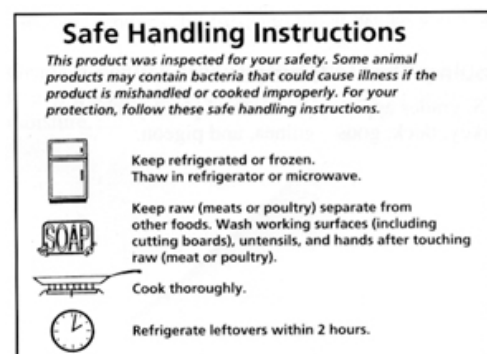 Safe Handling Instructions
This product was inspected for your safety. Some animal
products may contain bacteria that could cause illness if the
product is mishandled or cooked improperly. For your
protection, follow these safe handling instructions.
Keep refrigerated or frozen.
Thaw in refrigerator or microwave.
Keep raw (meats or poultry) separate from
other foods. Wash working surfaces (including
cutting boards), untensils, and hands after touching
raw (meat or poultry).
SOAP
Cook thoroughly.
Refrigerate leftovers within 2 hours.